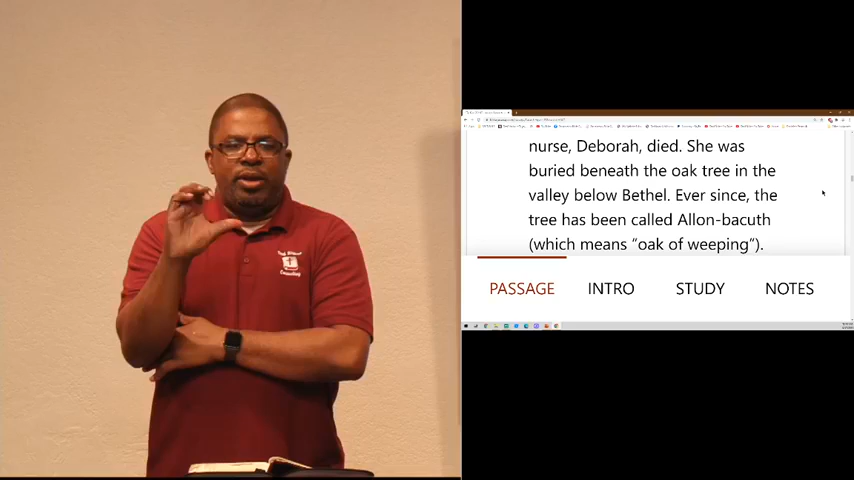 nurse, Deborah, died. She was
buried beneath the oak tree in the
valley below Bethel. Ever since, the
tree has been called Allon-bacuth
(which means “oak of weeping”).
PASSAGE INTRO STUDY NOTES